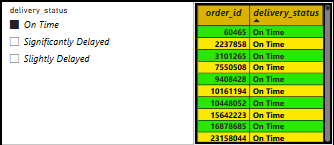 delivery_status
On Time
Significantly Delayed
Slightly Delayed
order_id delivery_status
60465 On Time
2237858 On Time
3101265 On Time
7550508 On Time
9408428 On Time
10161194 On Time
10448052 On Time
15642223 On Time
16878685 On Time
23158044 On Time